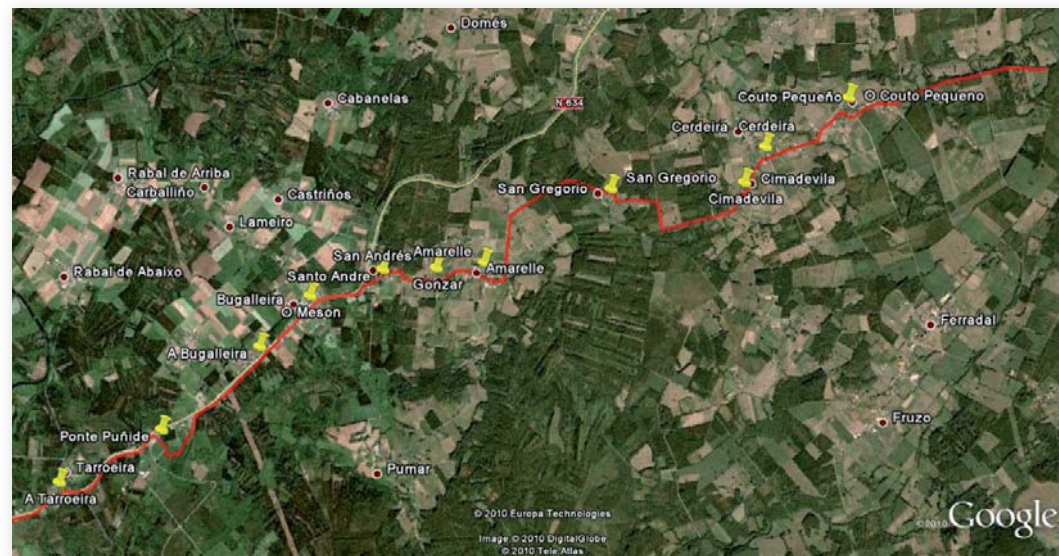 Domés
Cabanelas
N-634
Couto Pequeño
O Couto Pequeno
Cerdeira
Cerdeira
Rabal de Arriba
Carballiño
Castriños
San Gregorio
San Gregorio
Cimadevila
Cimadevila
Lameiro
Rabal de Abaixo
San Andrés
Amarelle
Santo Andre
Amarelle
Gonzar
Bugalleira
O Meson
A Bugalleira
Ferradal
Fruzo
Ponte Puñide
Tarroeira
A Tarroeira
Pumar
© 2010 Europa Technologies
Image © 2010 DigitalGlobe
© 2010 Tele Atlas
©2010 Google